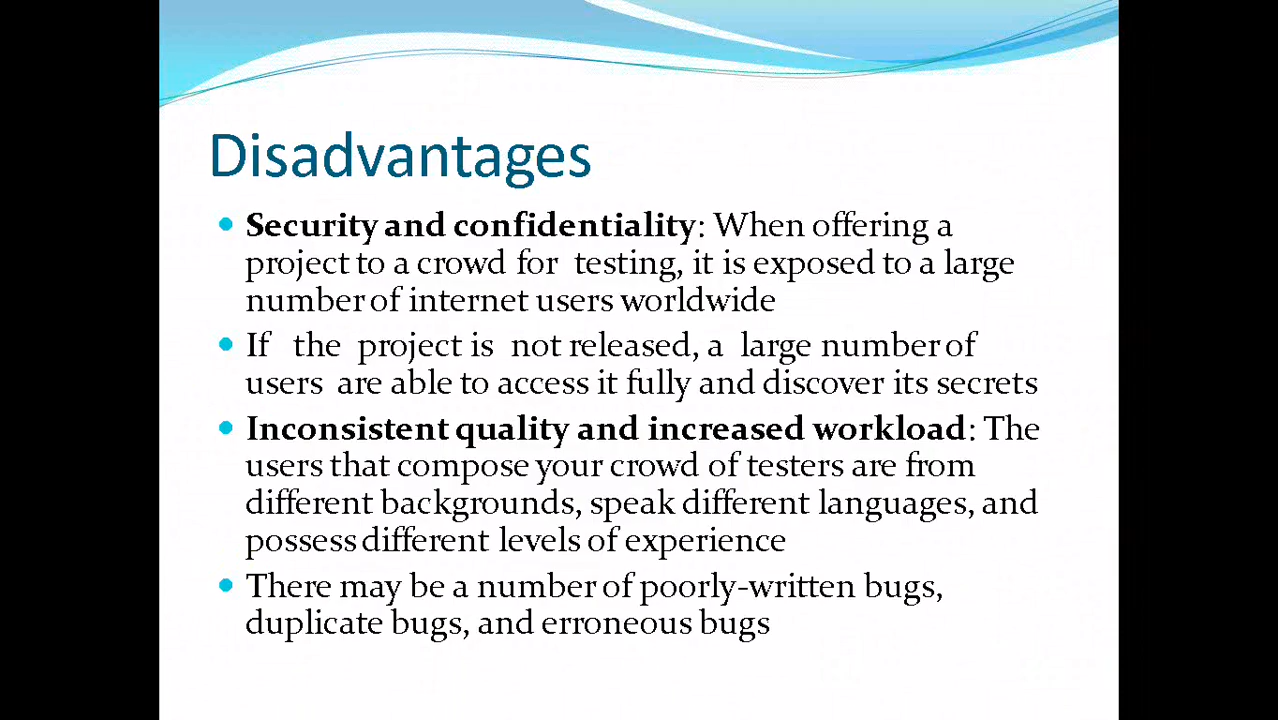 Disadvantages
Security and confidentiality: When offering a
project to a crowd for testing, it is exposed to a large
number of internet users worldwide
If the project is not released, a large number of
users are able to access it fully and discover its secrets
Inconsistent quality and increased workload: The
users that compose your crowd of testers are from
different backgrounds, speak different languages, and
possess different levels of experience
There may be a number of poorly-written bugs,
duplicate bugs, and erroneous bugs